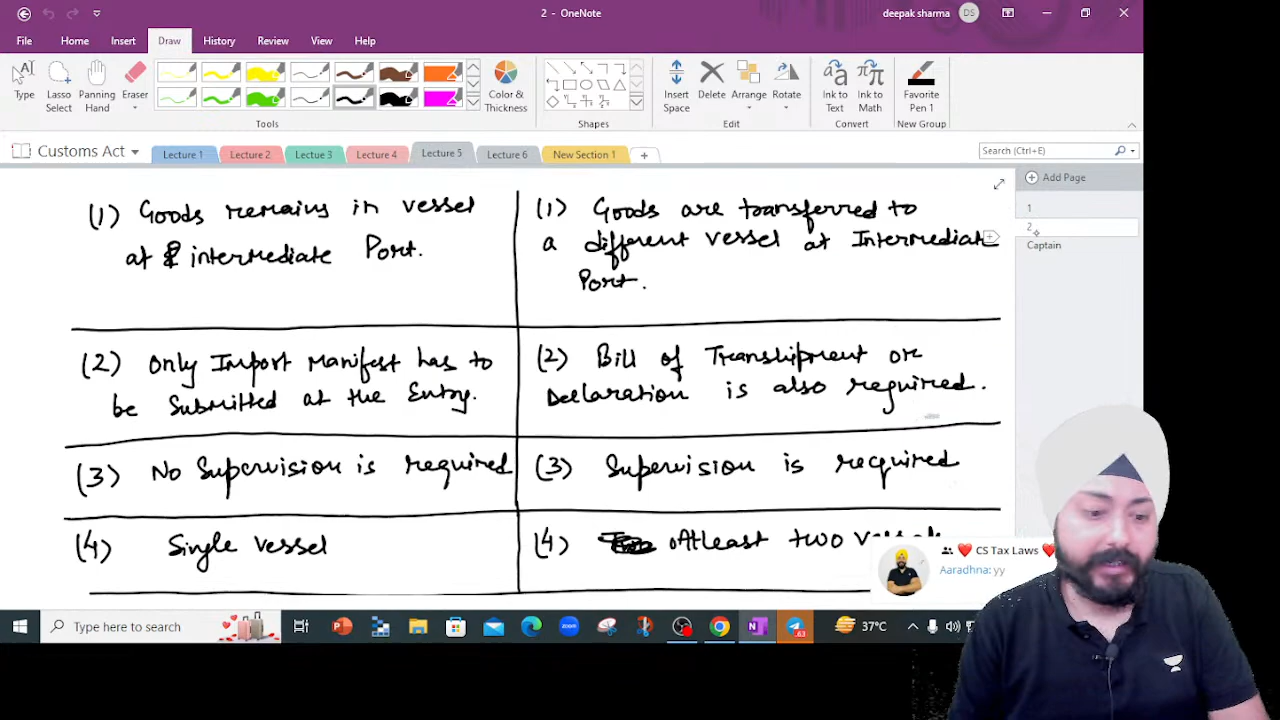 2 - OneNote
deepak sharma DS
File Home Insert Draw History Review View Help
Type
Lasso Select
Panning Hand
Eraser
Color & Thickness
Insert Space
Delete
Arrange
Rotate
Ink to Text
Ink to Math
Favorite Pen 1
Tools
Shapes
Edit
Convert
New Group
Customs Act
Lecture 1 Lecture 2 Lectue 3 Lecture 4 Lecture 5 Lecture 6 New Section 1
Search (Ctrl+E)
Add Page
1
2
Captain
(1) Goods remains in vessel
at intermediate Port.
(1) Goods are transferred to
a different vessel at Intermediate
Port.
(2) Only Import Manifest has to
be Submitted at the Entry.
(2) Bill of Transhipment or
Declaration is also required.
(3) No Supervision is required
(3) Supervision is required
(4) Single vessel
(4) Atleast two
❤️ CS Tax Laws ❤️
Aaradhna: yy
Type here to search
63
37°C